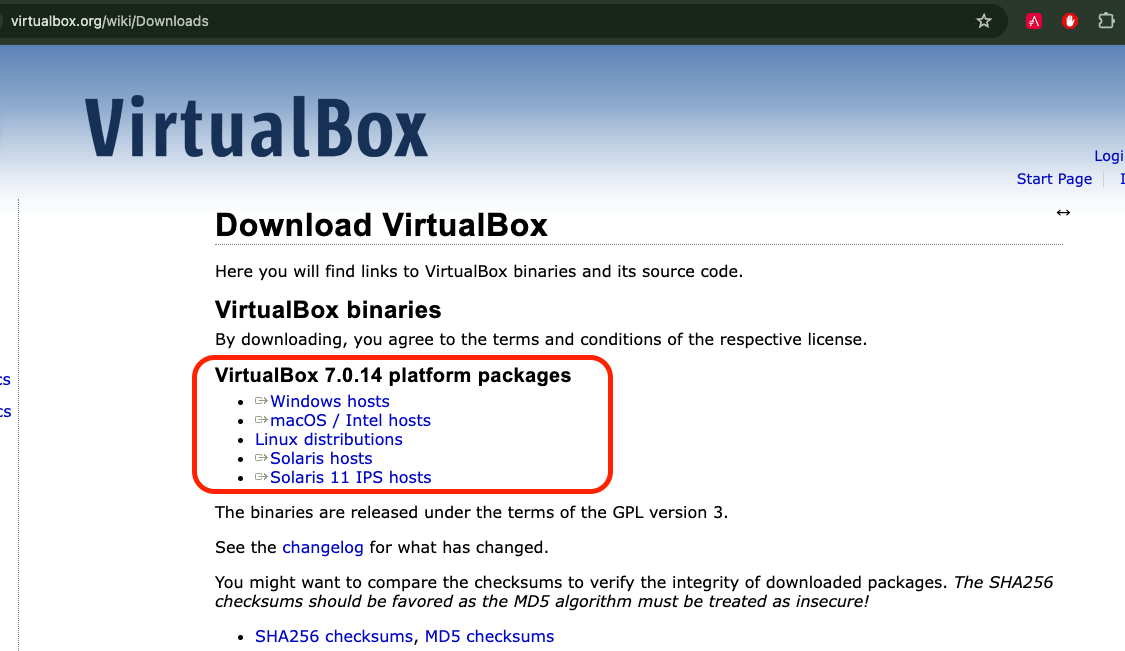 virtualbox.org/wiki/Downloads
VirtualBox
Logi
Start Page
Download VirtualBox
Here you will find links to VirtualBox binaries and its source code.
VirtualBox binaries
By downloading, you agree to the terms and conditions of the respective license.
VirtualBox 7.0.14 platform packages
Windows hosts
cs
macOS / Intel hosts
cs
Linux distributions
Solaris hosts
Solaris 11 IPS hosts
The binaries are released under the terms of the GPL version 3.
See the changelog for what has changed.
You might want to compare the checksums to verify the integrity of downloaded packages. The SHA256
checksums should be favored as the MD5 algorithm must be treated as insecure!
SHA256 checksums, MD5 checksums